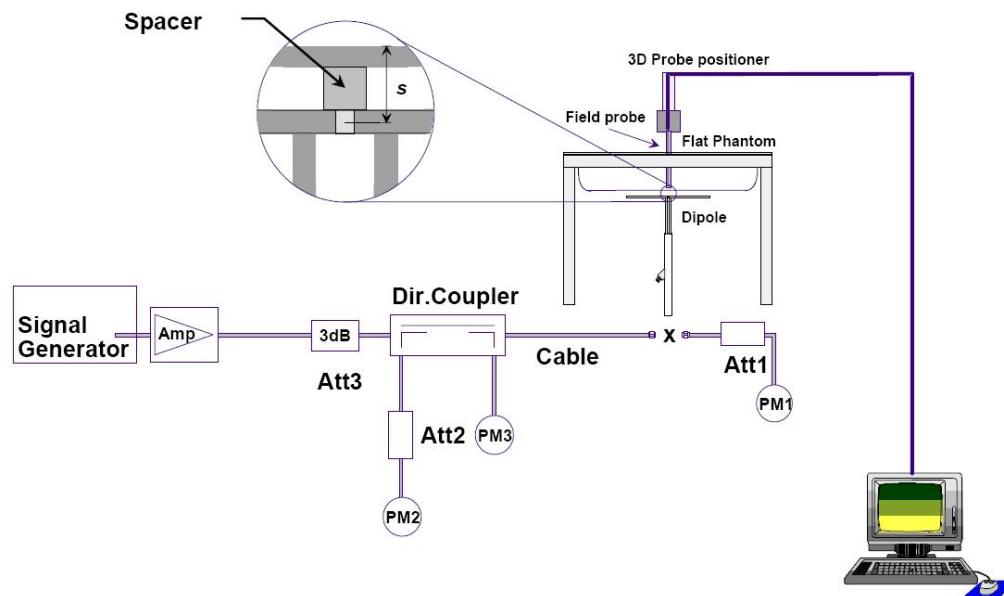 Spacer
s
3D Probe positioner
Field probe
Flat Phantom
Dipole
Signal
Generator
Amp
3dB
Att3
Dir.Coupler
Cable
x
Att1
PM1
Att2
PM3
PM2